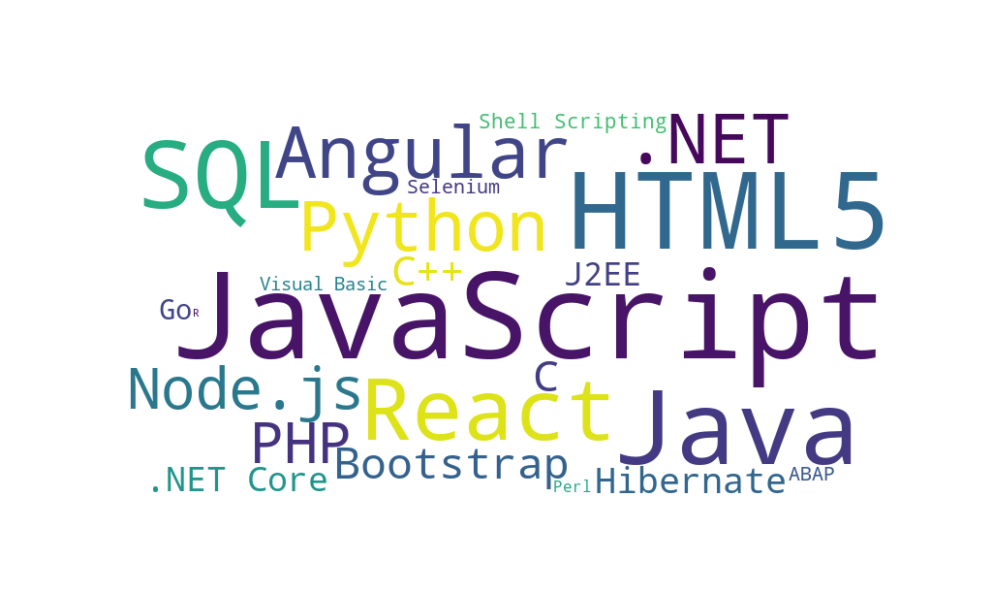 Shell Scripting
.NET
Angular
SQL
Selenium
HTML5
Python
C++
J2EE
Visual Basic
JavaScript
Go
R
Node.js
C
React
Java
PHP
Bootstrap
.NET Core
Perl
Hibernate
ABAP